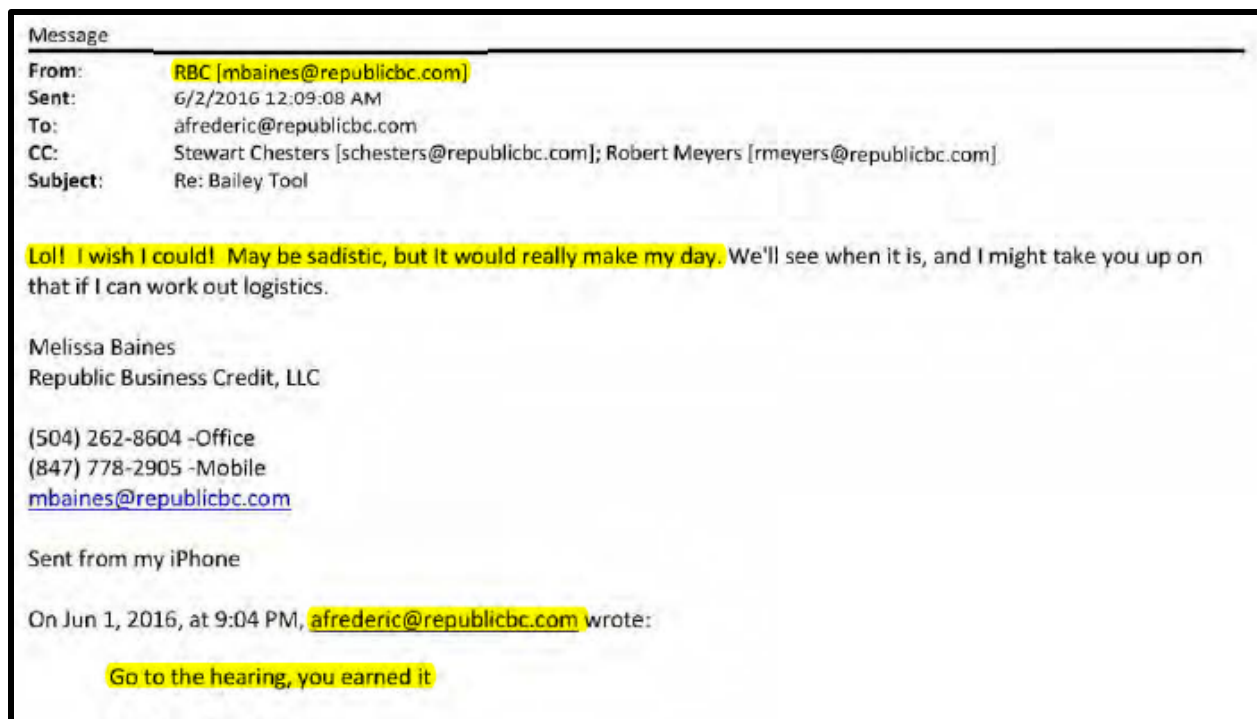 Message
From: RBC [mbaines@republicbc.com]
Sent: 6/2/2016 12:09:08 AM
To: afrederic@republicbc.com
CC: Stewart Chesters [schesters@republicbc.com]; Robert Meyers [rmeyers@republicbc.com]
Subject: Re: Bailey Tool
Lol! I wish I could! May be sadistic, but It would really make my day. We'll see when it is, and I might take you up on
that if I can work out logistics.
Melissa Baines
Republic Business Credit, LLC
(504) 262-8604 -Office
(847) 778-2905 -Mobile
mbaines@republicbc.com
Sent from my iPhone
On Jun 1, 2016, at 9:04 PM, afrederic@republicbc.com wrote:
Go to the hearing, you earned it